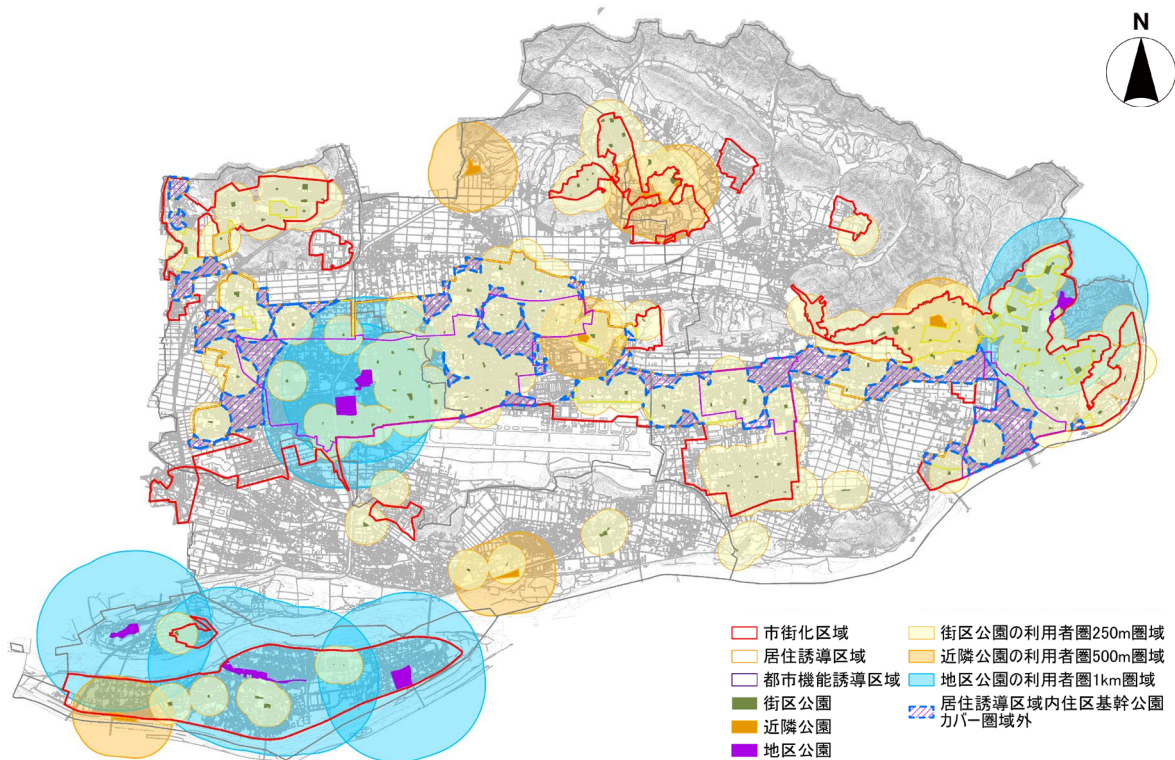 N
市街化区域
居住誘導区域
都市機能誘導区域
街区公園
近隣公園
地区公園
街区公園の利用者圏250m圏域
近隣公園の利用者圏500m圏域
地区公園の利用者圏1km圏域
居住誘導区域内住区基幹公園
カバー圏域外